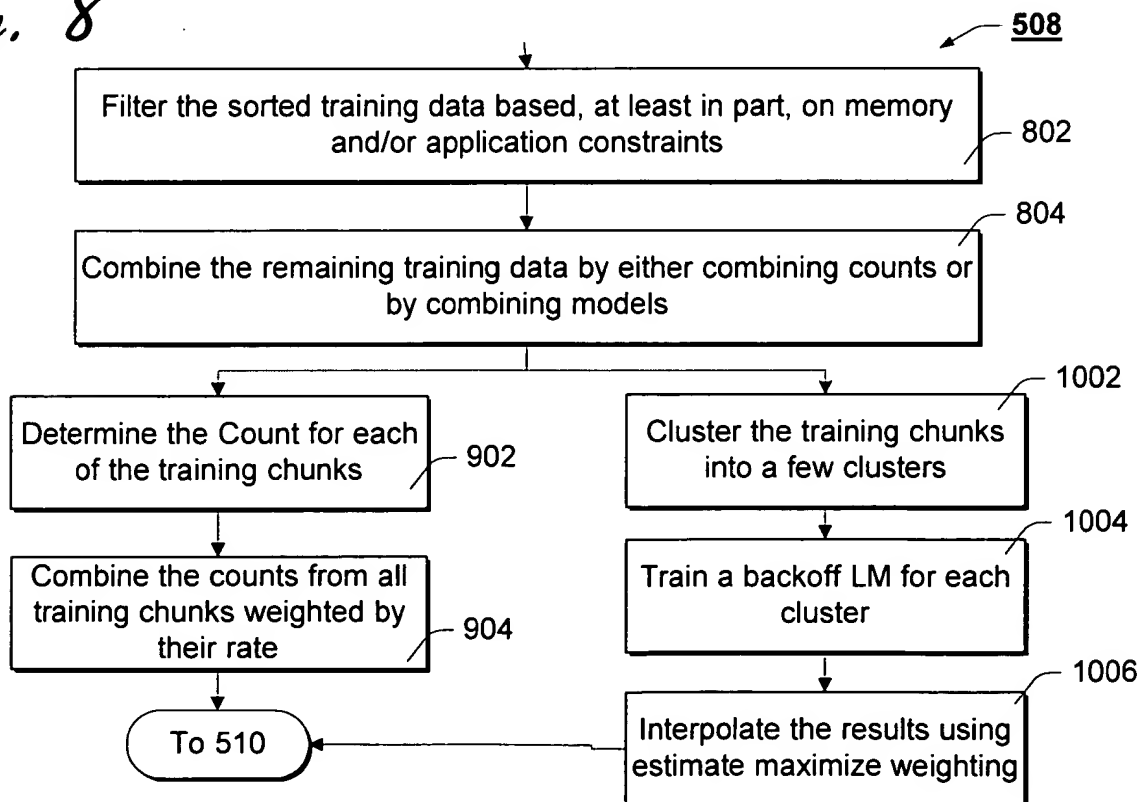 8
508
Filter the sorted training data based, at least in part, on memory
and/or application constraints
802
804
Combine the remaining training data by either combining counts or
by combining models
Determine the Count for each
of the training chunks
902
1002
Cluster the training chunks
into a few clusters
Combine the counts from all
training chunks weighted by
their rate
904
1004
Train a backoff LM for each
cluster
1006
Interpolate the results using
estimate maximize weighting
To 510